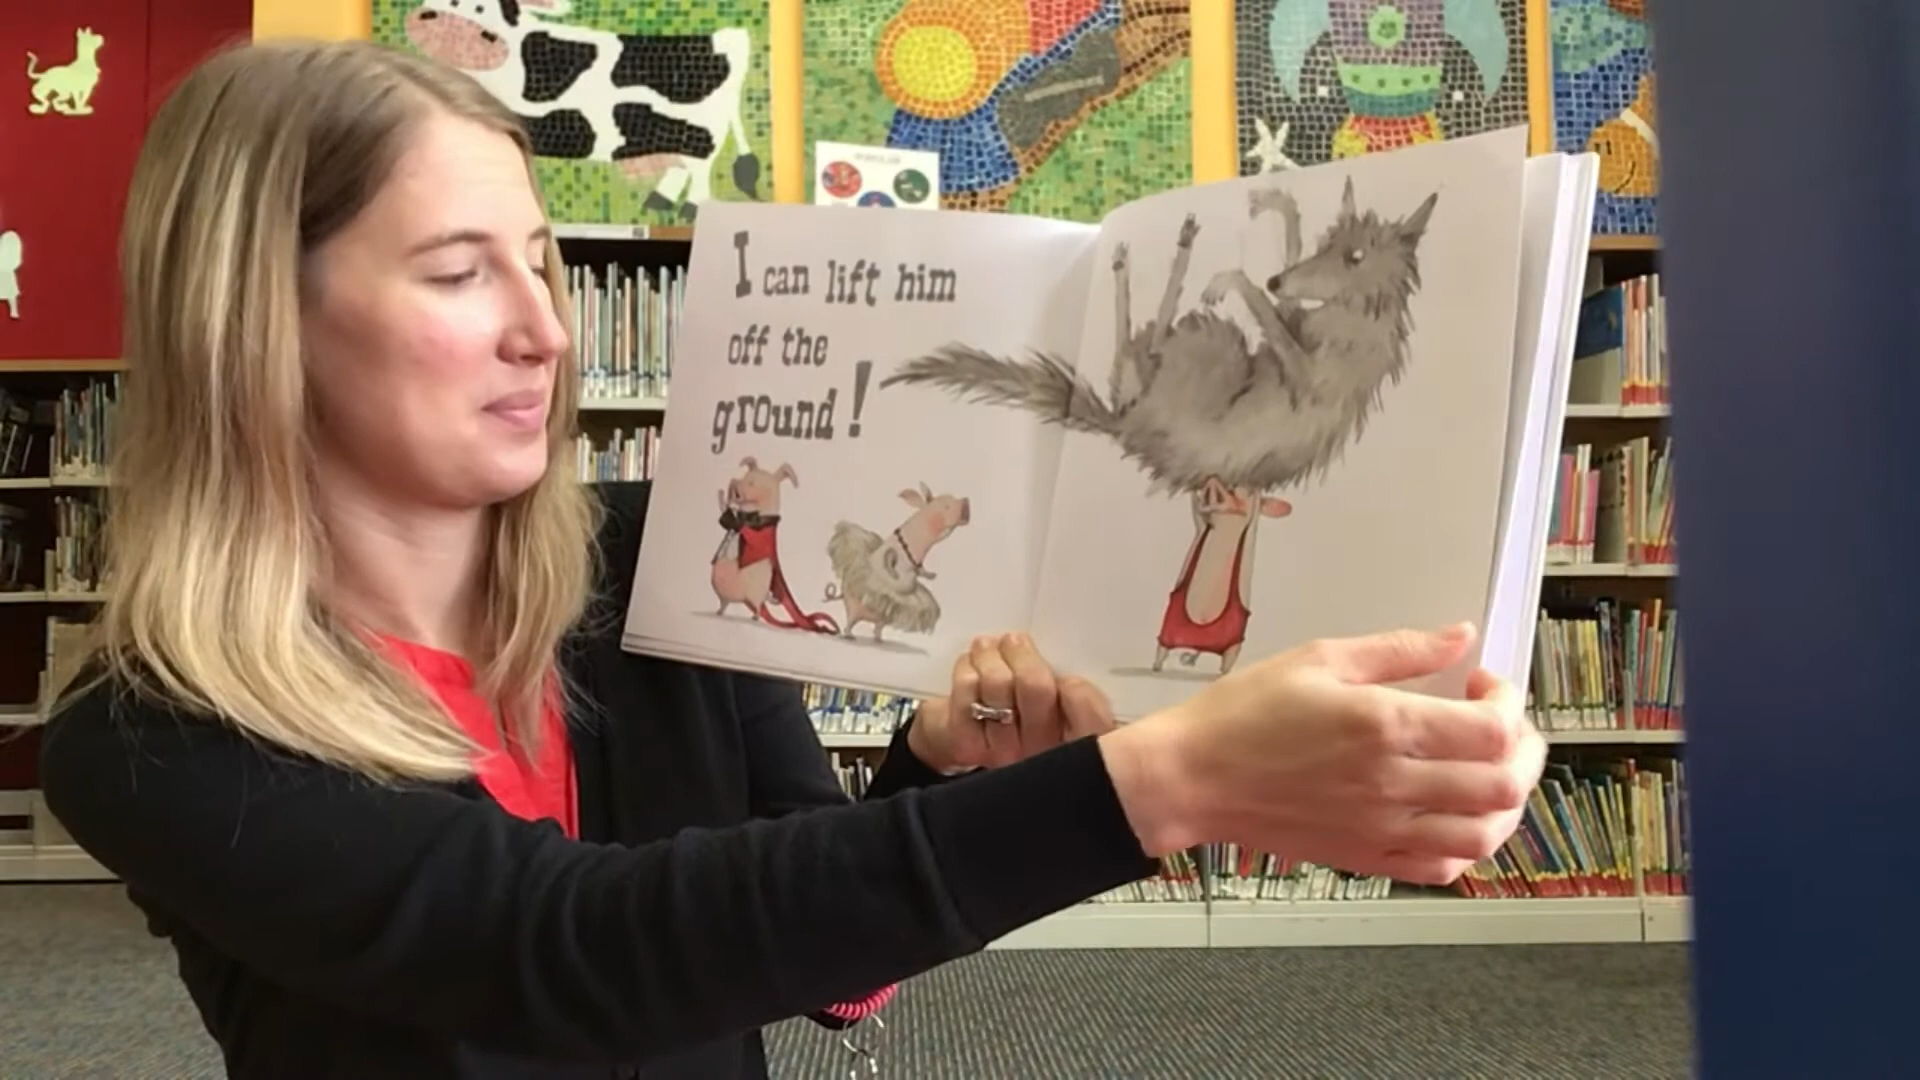 I can lift him
off the
ground!